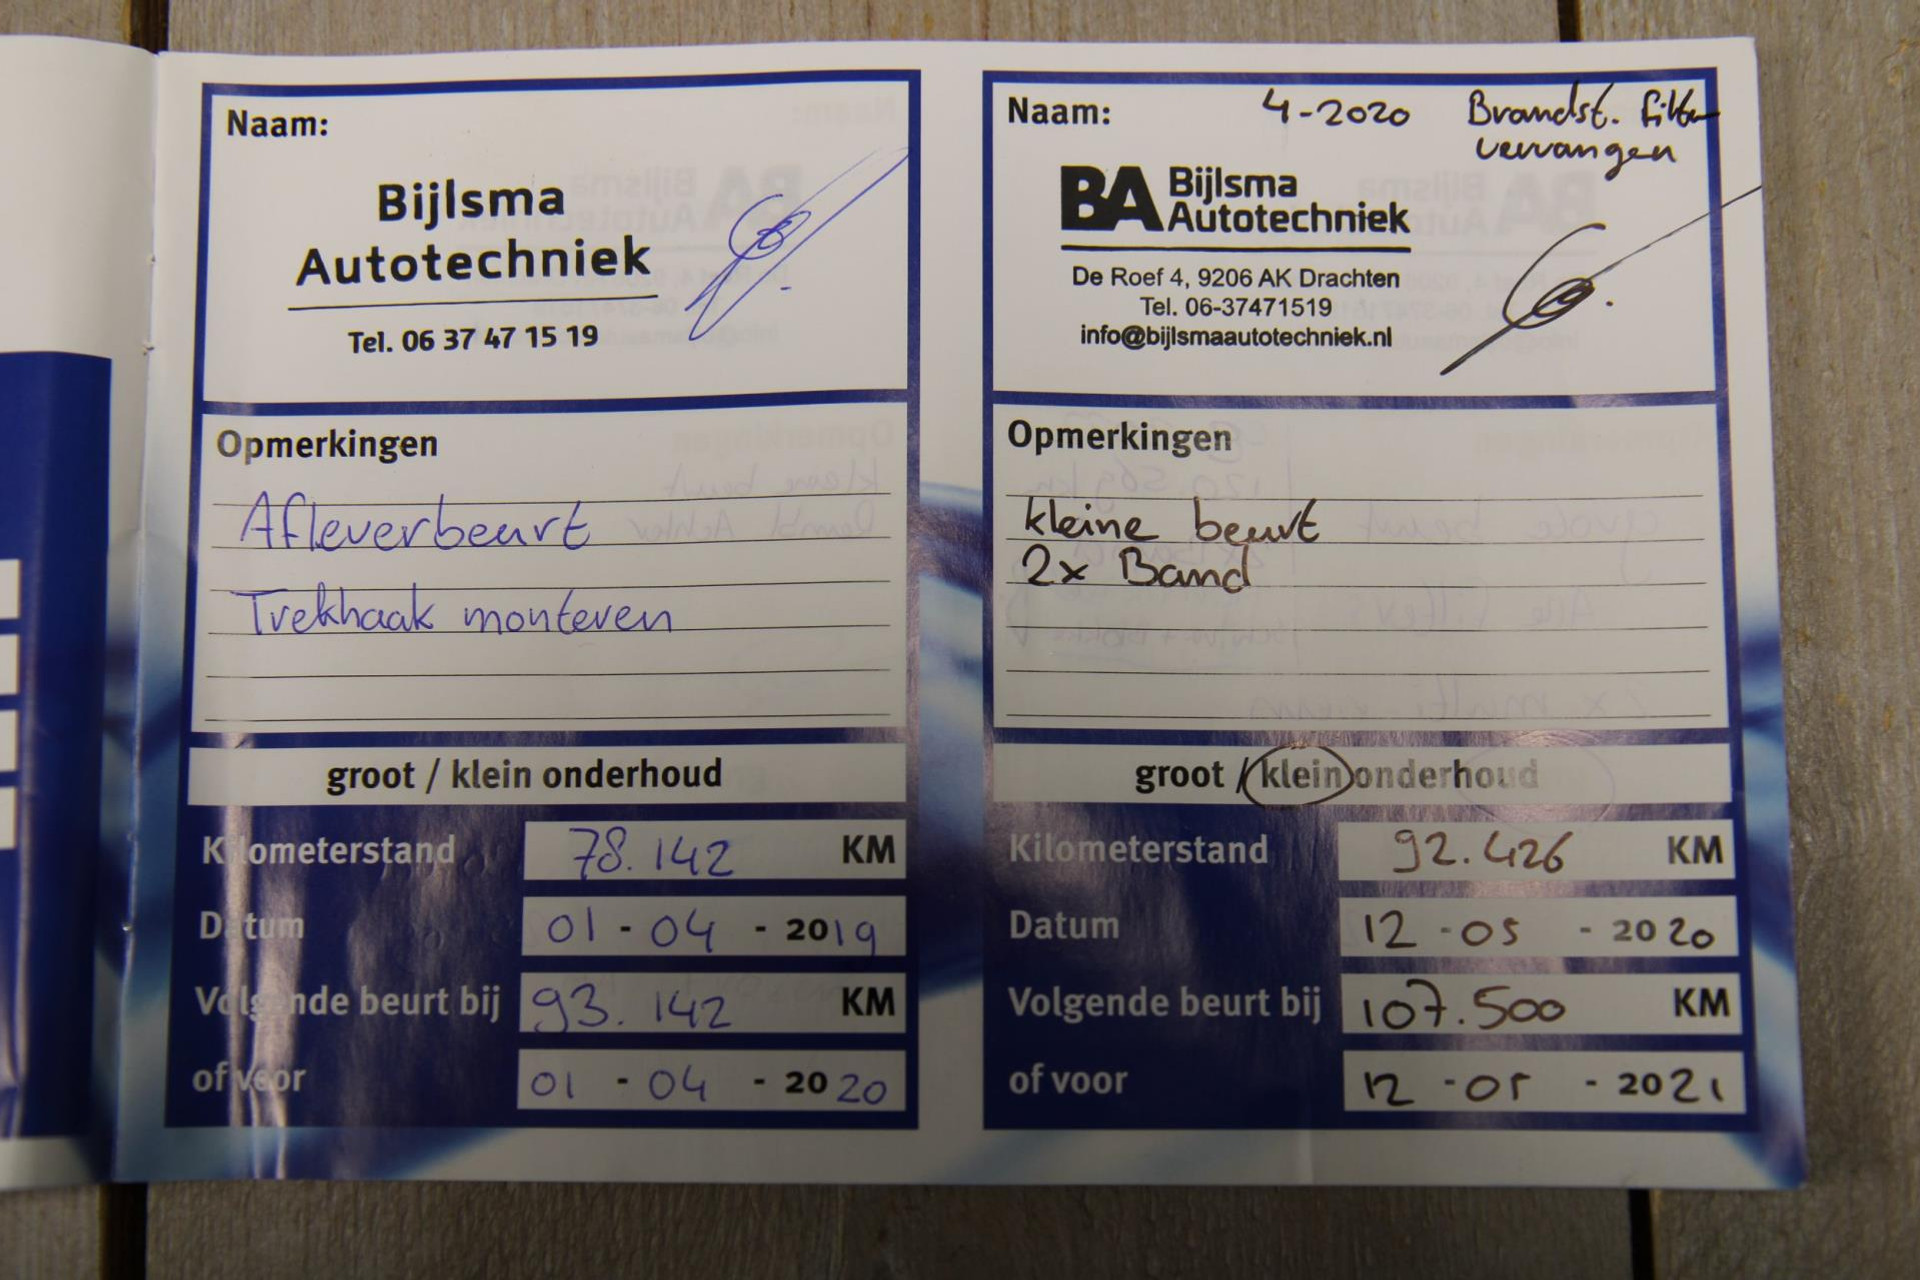 Naam:
Bijlsma
Autotechniek
Tel. 06 37 47 15 19
Opmerkingen
Afleverbeurt
Trekhaak monteren
groot / klein onderhoud
Kilometerstand 78.142 KM
Datum 01 - 04 - 2019
Volgende beurt bij 93.142 KM
of voor 01 - 04 - 2020
Naam: 4-2020 Brandst. filter
vervangen
BA Bijlsma
Autotechniek
De Roef 4, 9206 AK Drachten
Tel. 06-37471519
info@bijlsmaautotechniek.nl
Opmerkingen
kleine beurt
2x Band
groot / klein onderhoud
Kilometerstand 92.426 KM
Datum 12 - 05 - 2020
Volgende beurt bij 107.500 KM
of voor 12 - 05 - 2021